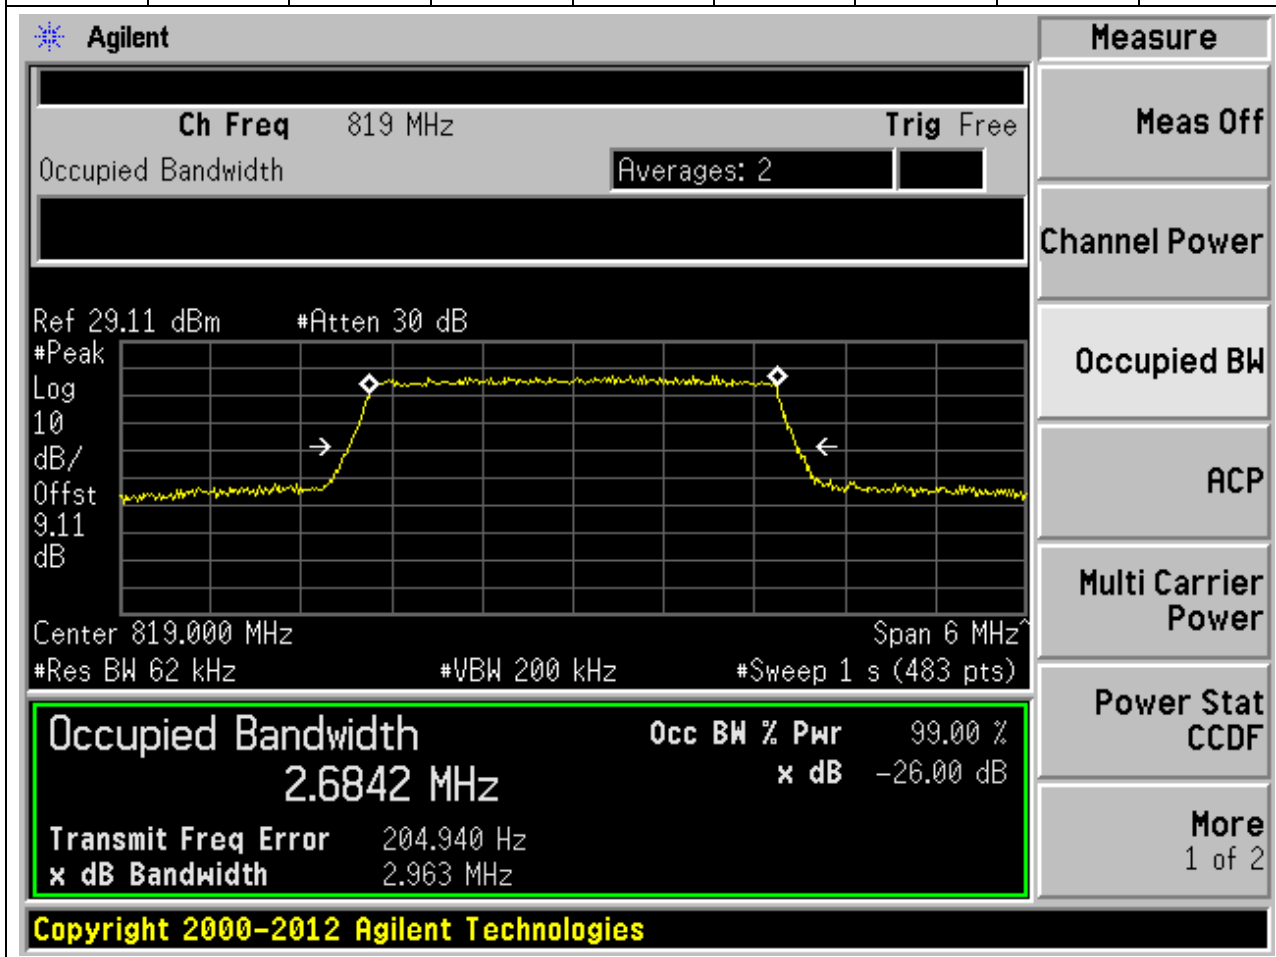 Agilent
Measure
Ch Freq 819 MHz Trig Free
Meas Off
Occupied Bandwidth Averages: 2
Channel Power
Ref 29.11 dBm #Atten 30 dB
#Peak
Log
10
dB/
Offst
9.11
dB
Occupied BW
ACP
Multi Carrier
Power
Center 819.000 MHz Span 6 MHz^
#Res BW 62 kHz #VBW 200 kHz #Sweep 1 s (483 pts)
Power Stat
CCDF
Occupied Bandwidth Occ BW % Pwr 99.00 %
2.6842 MHz x dB -26.00 dB
Transmit Freq Error 204.940 Hz
x dB Bandwidth 2.963 MHz
More
1 of 2
Copyright 2000-2012 Agilent Technologies